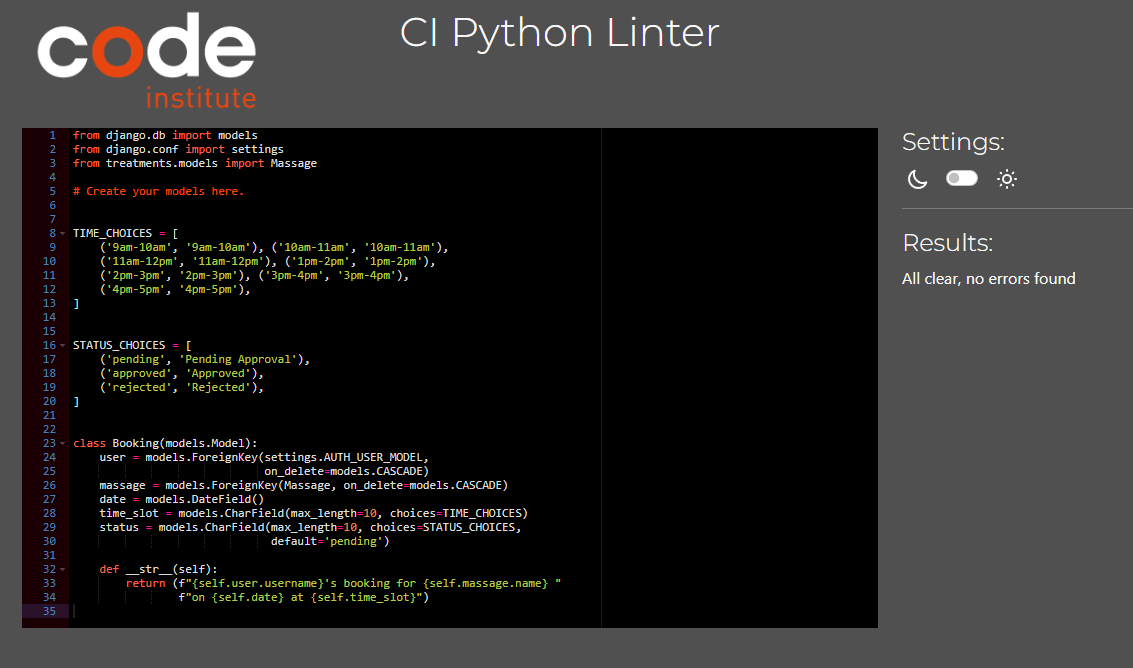 code
institute
CI Python Linter
1 from django.db import models
2 from django.conf import settings
3 from treatments.models import Massage
4
5 # Create your models here.
6
7
8 TIME_CHOICES = [
9     ('9am-10am', '9am-10am'), ('10am-11am', '10am-11am'),
10     ('11am-12pm', '11am-12pm'), ('1pm-2pm', '1pm-2pm'),
11     ('2pm-3pm', '2pm-3pm'), ('3pm-4pm', '3pm-4pm'),
12     ('4pm-5pm', '4pm-5pm'),
13 ]
14
15
16 STATUS_CHOICES = [
17     ('pending', 'Pending Approval'),
18     ('approved', 'Approved'),
19     ('rejected', 'Rejected'),
20 ]
21
22
23 class Booking(models.Model):
24     user = models.ForeignKey(settings.AUTH_USER_MODEL,
25                              on_delete=models.CASCADE)
26     massage = models.ForeignKey(Massage, on_delete=models.CASCADE)
27     date = models.DateField()
28     time_slot = models.CharField(max_length=10, choices=TIME_CHOICES)
29     status = models.CharField(max_length=10, choices=STATUS_CHOICES,
30                               default='pending')
31
32     def __str__(self):
33         return (f"{self.user.username}'s booking for {self.massage.name} "
34                 f"on {self.date} at {self.time_slot}")
35
Settings:
Results:
All clear, no errors found